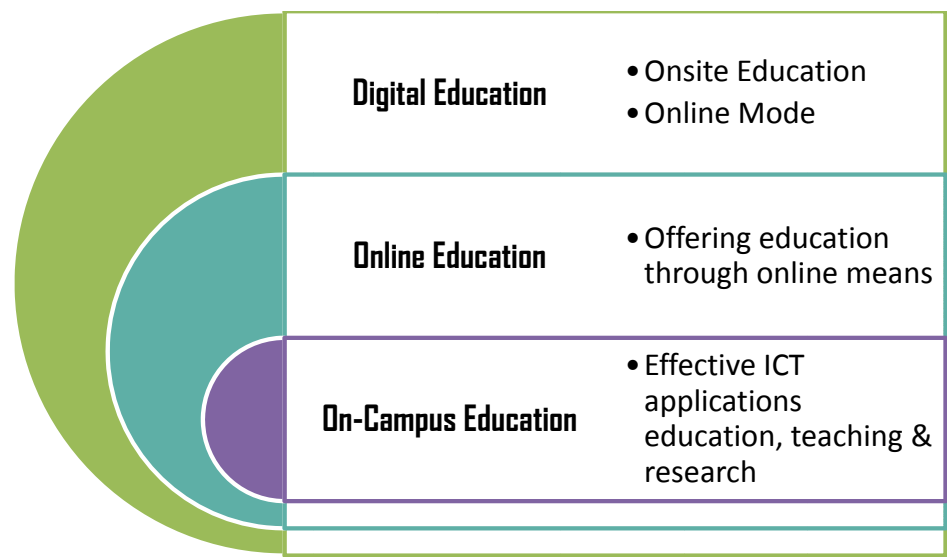 Digital Education
• Onsite Education
• Online Mode
Online Education
• Offering education
through online means
On-Campus Education
• Effective ICT
applications
education, teaching &
research